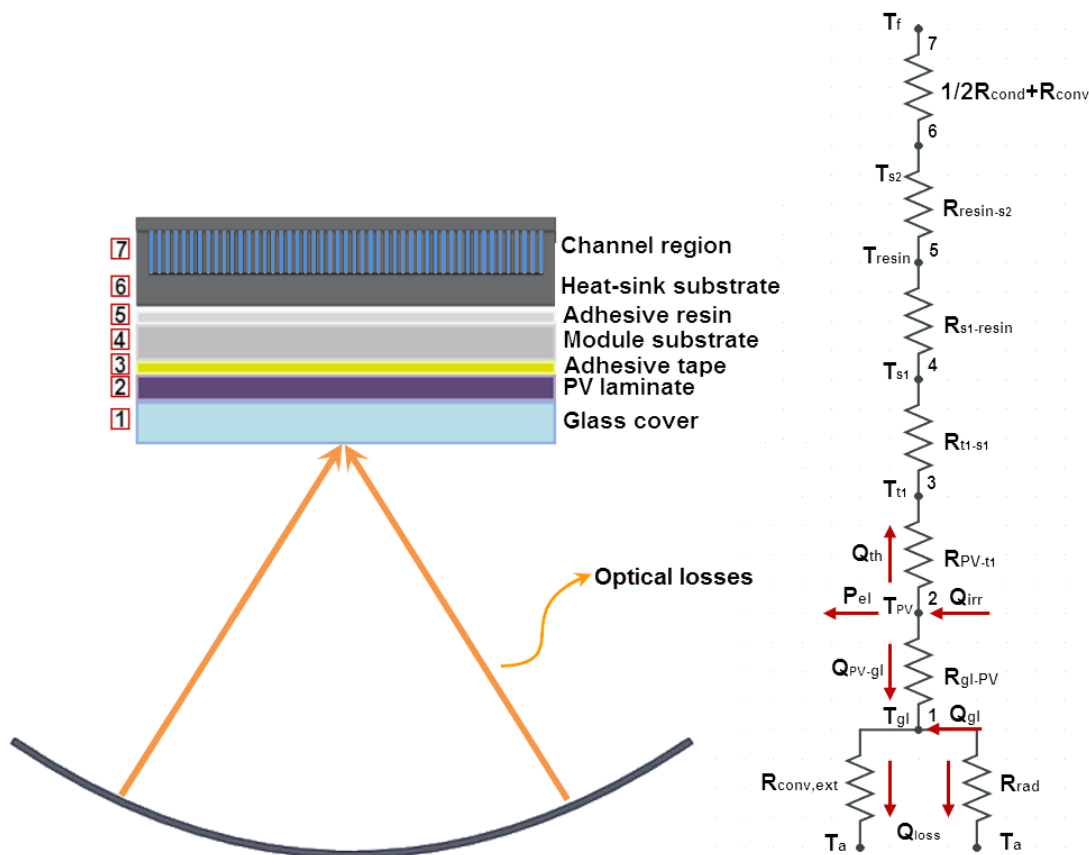 7
6
5
4
3
2
1
Channel region
Heat-sink substrate
Adhesive resin
Module substrate
Adhesive tape
PV laminate
Glass cover
Optical losses
Tf
7
1/2Rcond+Rconv
6
Ts2
Rresin-s2
Tresin
5
Rs1-resin
Ts1
4
Rt1-s1
Tt1
3
Qth
RPV-t1
Pel
TPV
2
Qirr
QPV-gl
Rgl-PV
Tgl
1
Qgl
Rconv,ext
Rrad
Qloss
Ta
Ta